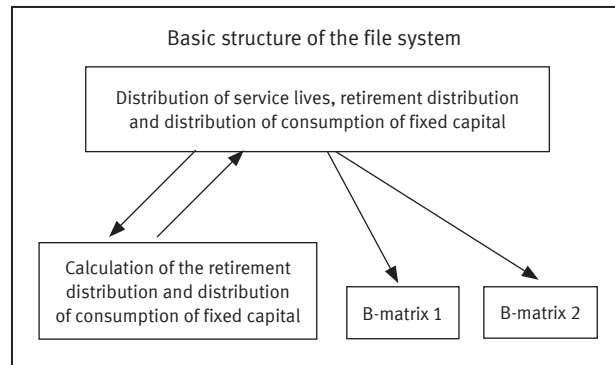 Basic structure of the file system
Distribution of service lives, retirement distribution
and distribution of consumption of fixed capital
Calculation of the retirement
distribution and distribution
of consumption of fixed capital
B-matrix 1
B-matrix 2